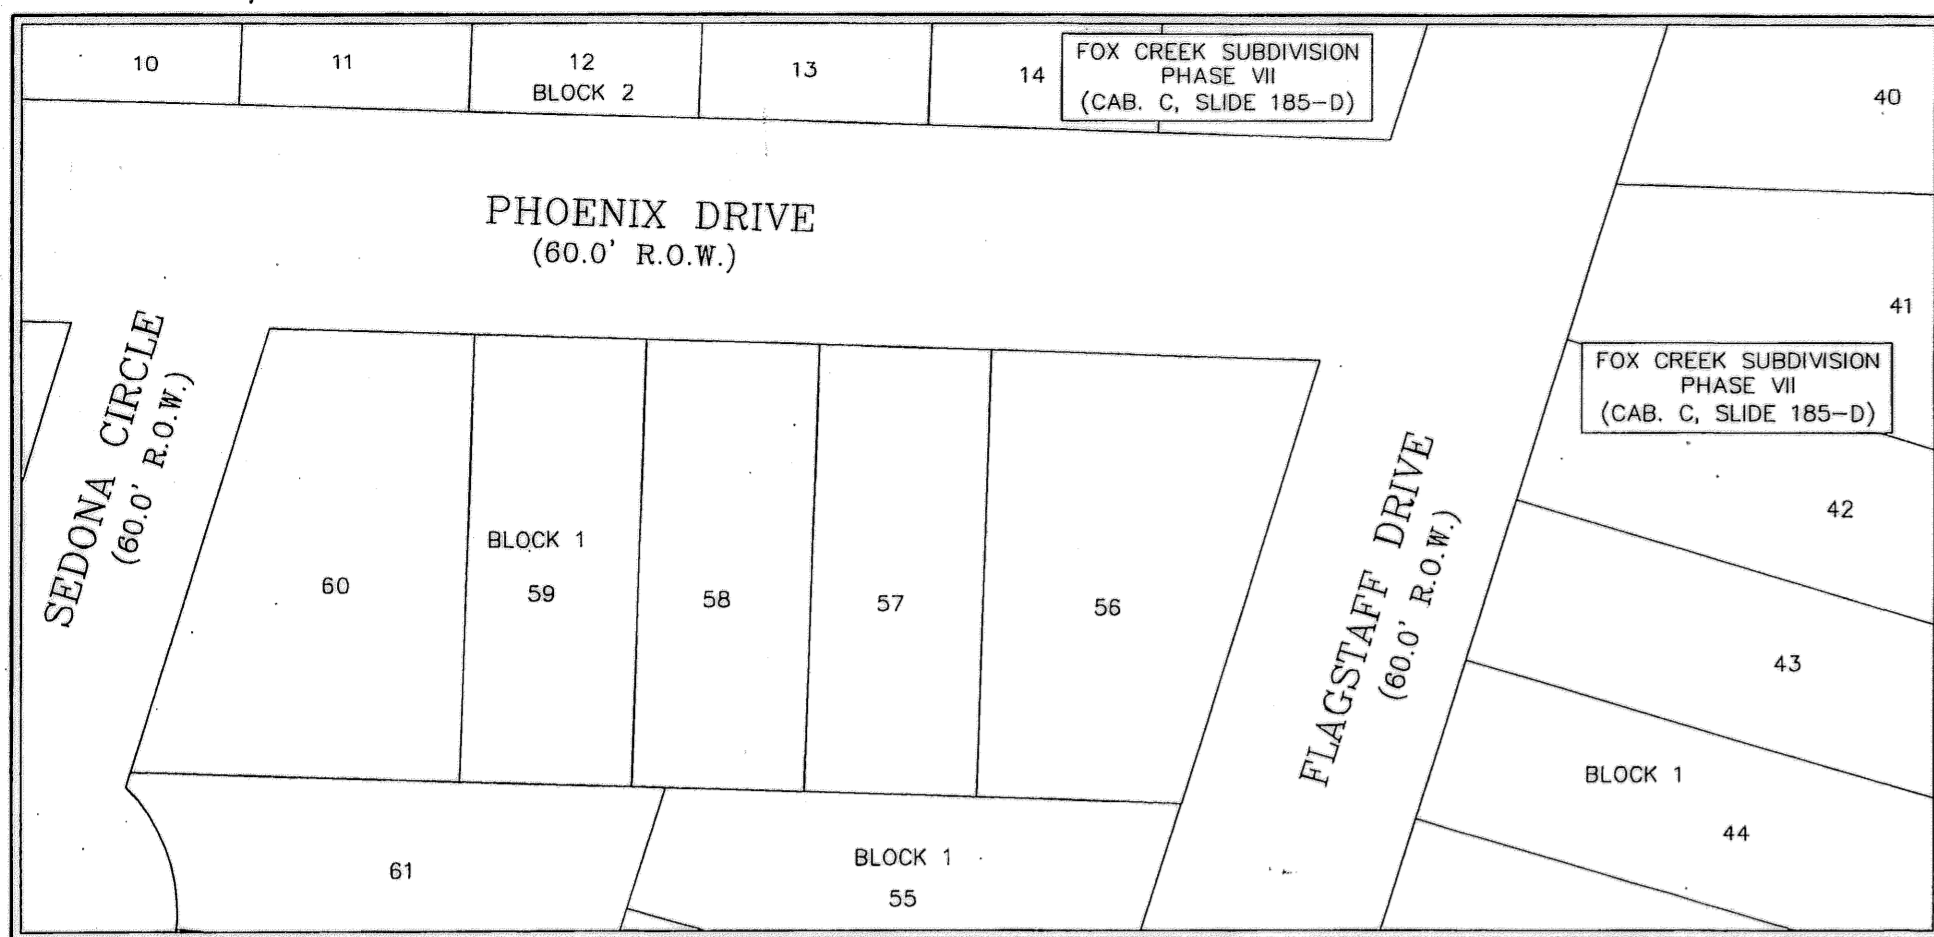 10
11
12
BLOCK 2
13
14
FOX CREEK SUBDIVISION
PHASE VII
(CAB. C, SLIDE 185-D)
40
PHOENIX DRIVE
(60.0' R.O.W.)
41
FOX CREEK SUBDIVISION
PHASE VII
(CAB. C, SLIDE 185-D)
SEDONA CIRCLE
(60.0' R.O.W.)
60
BLOCK 1
59
58
57
56
FLAGSTAFF DRIVE
(60.0' R.O.W.)
42
43
BLOCK 1
44
61
BLOCK 1
55